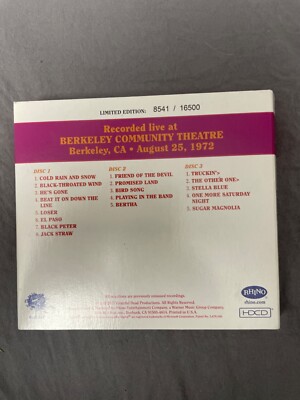 LIMITED EDITION: 8541 / 16500
Recorded live at
BERKELEY COMMUNITY THEATRE
Berkeley, CA • August 25, 1972
DISC 1
1. COLD RAIN AND SNOW
2. BLACK-THROATED WIND
3. HE'S GONE
4. BEAT IT ON DOWN THE
LINE
5. LOSER
6. EL PASO
7. BLACK PETER
8. JACK STRAW
DISC 2
1. FRIEND OF THE DEVIL
2. PROMISED LAND
3. BIRD SONG
4. PLAYING IN THE BAND
5. BERTHA
DISC 3
1. TRUCKIN'>
2. THE OTHER ONE>
3. STELLA BLUE
4. ONE MORE SATURDAY
NIGHT
5. SUGAR MAGNOLIA
RHINO
rhino.com
HDCD